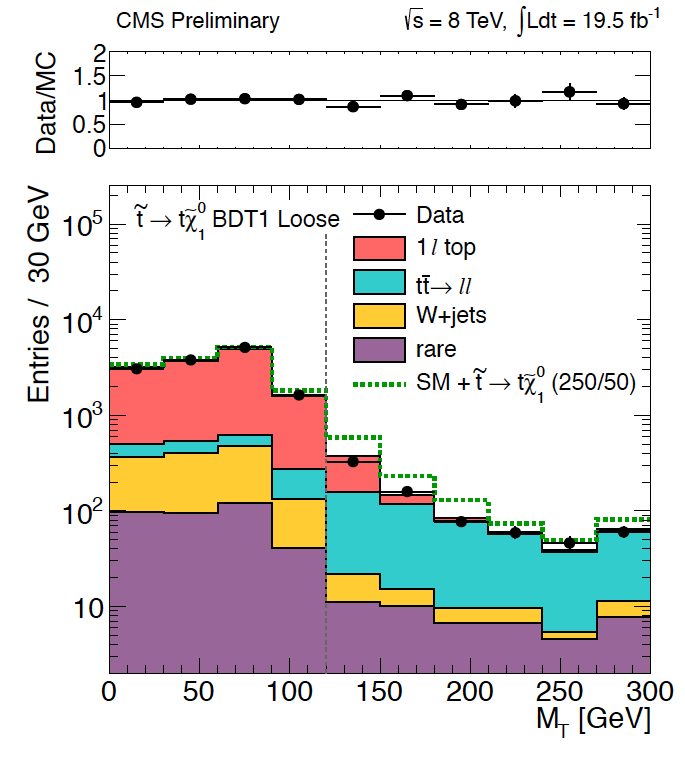 CMS Preliminary
√s = 8 TeV, ∫Ldt = 19.5 fb⁻¹
Data/MC
2
1.5
1
0.5
0
Entries / 30 GeV
10⁵
10⁴
10³
10²
10
t̃ → tχ̃₁⁰ BDT1 Loose
Data
1l top
tt̄→ ll
W+jets
rare
SM + t̃ → tχ̃₁⁰ (250/50)
0 50 100 150 200 250 300
M_T [GeV]